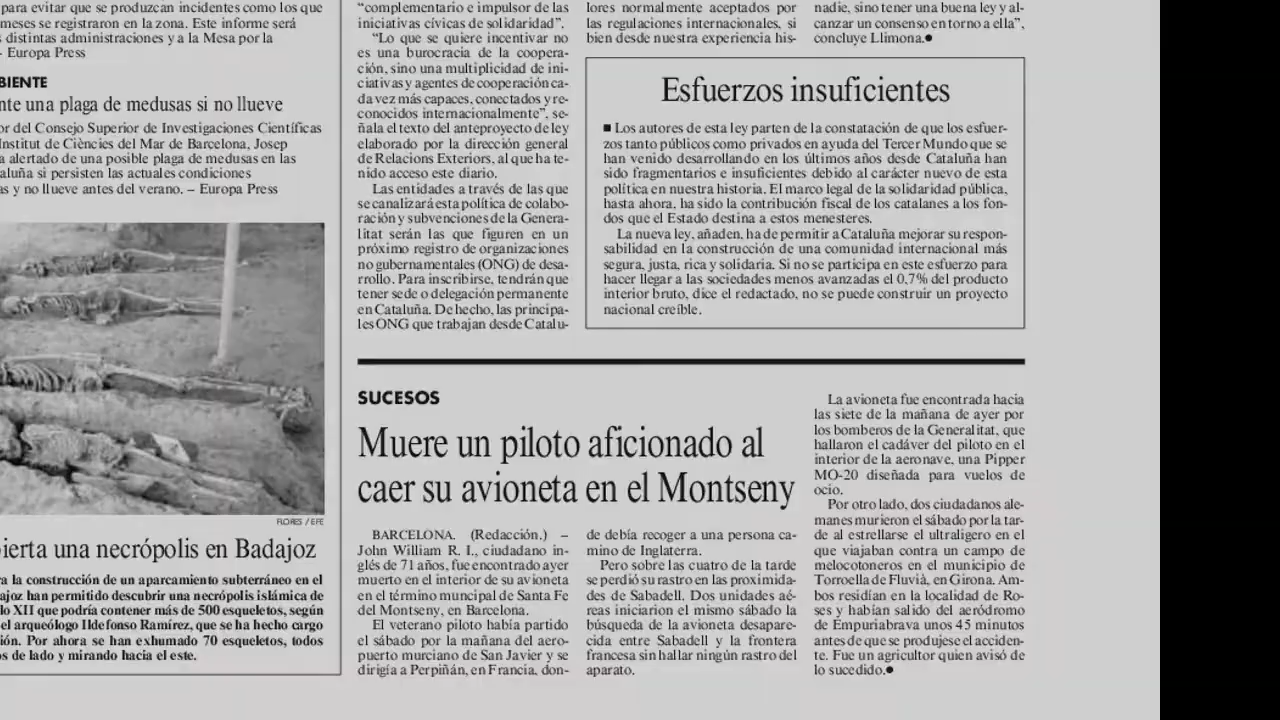 para evitar que se produzcan incidentes como los que
meses se registraron en la zona. Este informe será
distintas administraciones y a la Mesa por la
– Europa Press
BIENTE
nte una plaga de medusas si no llueve
or del Consejo Superior de Investigaciones Científicas
Institut de Ciències del Mar de Barcelona, Josep
a alertado de una posible plaga de medusas en las
aluña si persisten las actuales condiciones
as y no llueve antes del verano. – Europa Press
FLORES / EFE
ierta una necrópolis en Badajoz
ra la construcción de un aparcamiento subterráneo en el
ajoz han permitido descubrir una necrópolis islámica de
lo XII que podría contener más de 500 esqueletos, según
el arqueólogo Ildefonso Ramírez, que se ha hecho cargo
ión. Por ahora se han exhumado 70 esqueletos, todos
os de lado y mirando hacia el este.
“complementario e impulsor de las
iniciativas cívicas de solidaridad”.
“Lo que se quiere incentivar no
es una burocracia de la coopera-
ción, sino una multiplicidad de ini-
ciativas y agentes de cooperación ca-
da vez más capaces, conectados y re-
conocidos internacionalmente”, se-
ñala el texto del anteproyecto de ley
elaborado por la dirección general
de Relacions Exteriors, al que ha te-
nido acceso este diario.
Las entidades a través de las que
se canalizará esta política de colabo-
ración y subvenciones de la Genera-
litat serán las que figuren en un
próximo registro de organizaciones
no gubernamentales (ONG) de desa-
rrollo. Para inscribirse, tendrán que
tener sede o delegación permanente
en Cataluña. De hecho, las principa-
les ONG que trabajan desde Catalu-
lores normalmente aceptados por
las regulaciones internacionales, si
bien desde nuestra experiencia his-
nadie, sino tener una buena ley y al-
canzar un consenso en torno a ella”,
concluye Llimona.●
Esfuerzos insuficientes
■ Los autores de esta ley parten de la constatación de que los esfuer-
zos tanto públicos como privados en ayuda del Tercer Mundo que se
han venido desarrollando en los últimos años desde Cataluña han
sido fragmentarios e insuficientes debido al carácter nuevo de esta
política en nuestra historia. El marco legal de la solidaridad pública,
hasta ahora, ha sido la contribución fiscal de los catalanes a los fon-
dos que el Estado destina a estos menesteres.
La nueva ley, añaden, ha de permitir a Cataluña mejorar su respon-
sabilidad en la construcción de una comunidad internacional más
segura, justa, rica y solidaria. Si no se participa en este esfuerzo para
hacer llegar a las sociedades menos avanzadas el 0,7% del producto
interior bruto, dice el redactado, no se puede construir un proyecto
nacional creíble.
SUCESOS
Muere un piloto aficionado al
caer su avioneta en el Montseny
BARCELONA. (Redacción.) –
John William R. I., ciudadano in-
glés de 71 años, fue encontrado ayer
muerto en el interior de su avioneta
en el término muncipal de Santa Fe
del Montseny, en Barcelona.
El veterano piloto había partido
el sábado por la mañana del aero-
puerto murciano de San Javier y se
dirigía a Perpiñán, en Francia, don-
de debía recoger a una persona ca-
mino de Inglaterra.
Pero sobre las cuatro de la tarde
se perdió su rastro en las proximida-
des de Sabadell. Dos unidades aé-
reas iniciarion el mismo sábado la
búsqueda de la avioneta desapare-
cida entre Sabadell y la frontera
francesa sin hallar ningún rastro del
aparato.
La avioneta fue encontrada hacia
las siete de la mañana de ayer por
los bomberos de la Generalitat, que
hallaron el cadáver del piloto en el
interior de la aeronave, una Pipper
MO-20 diseñada para vuelos de
ocio.
Por otro lado, dos ciudadanos ale-
manes murieron el sábado por la tar-
de al estrellarse el ultraligero en el
que viajaban contra un campo de
melocotoneros en el municipio de
Torroella de Fluvià, en Girona. Am-
bos residían en la localidad de Ro-
ses y habían salido del aeródromo
de Empuriabrava unos 45 minutos
antes de que se produjese el acciden-
te. Fue un agricultor quien avisó de
lo sucedido.●